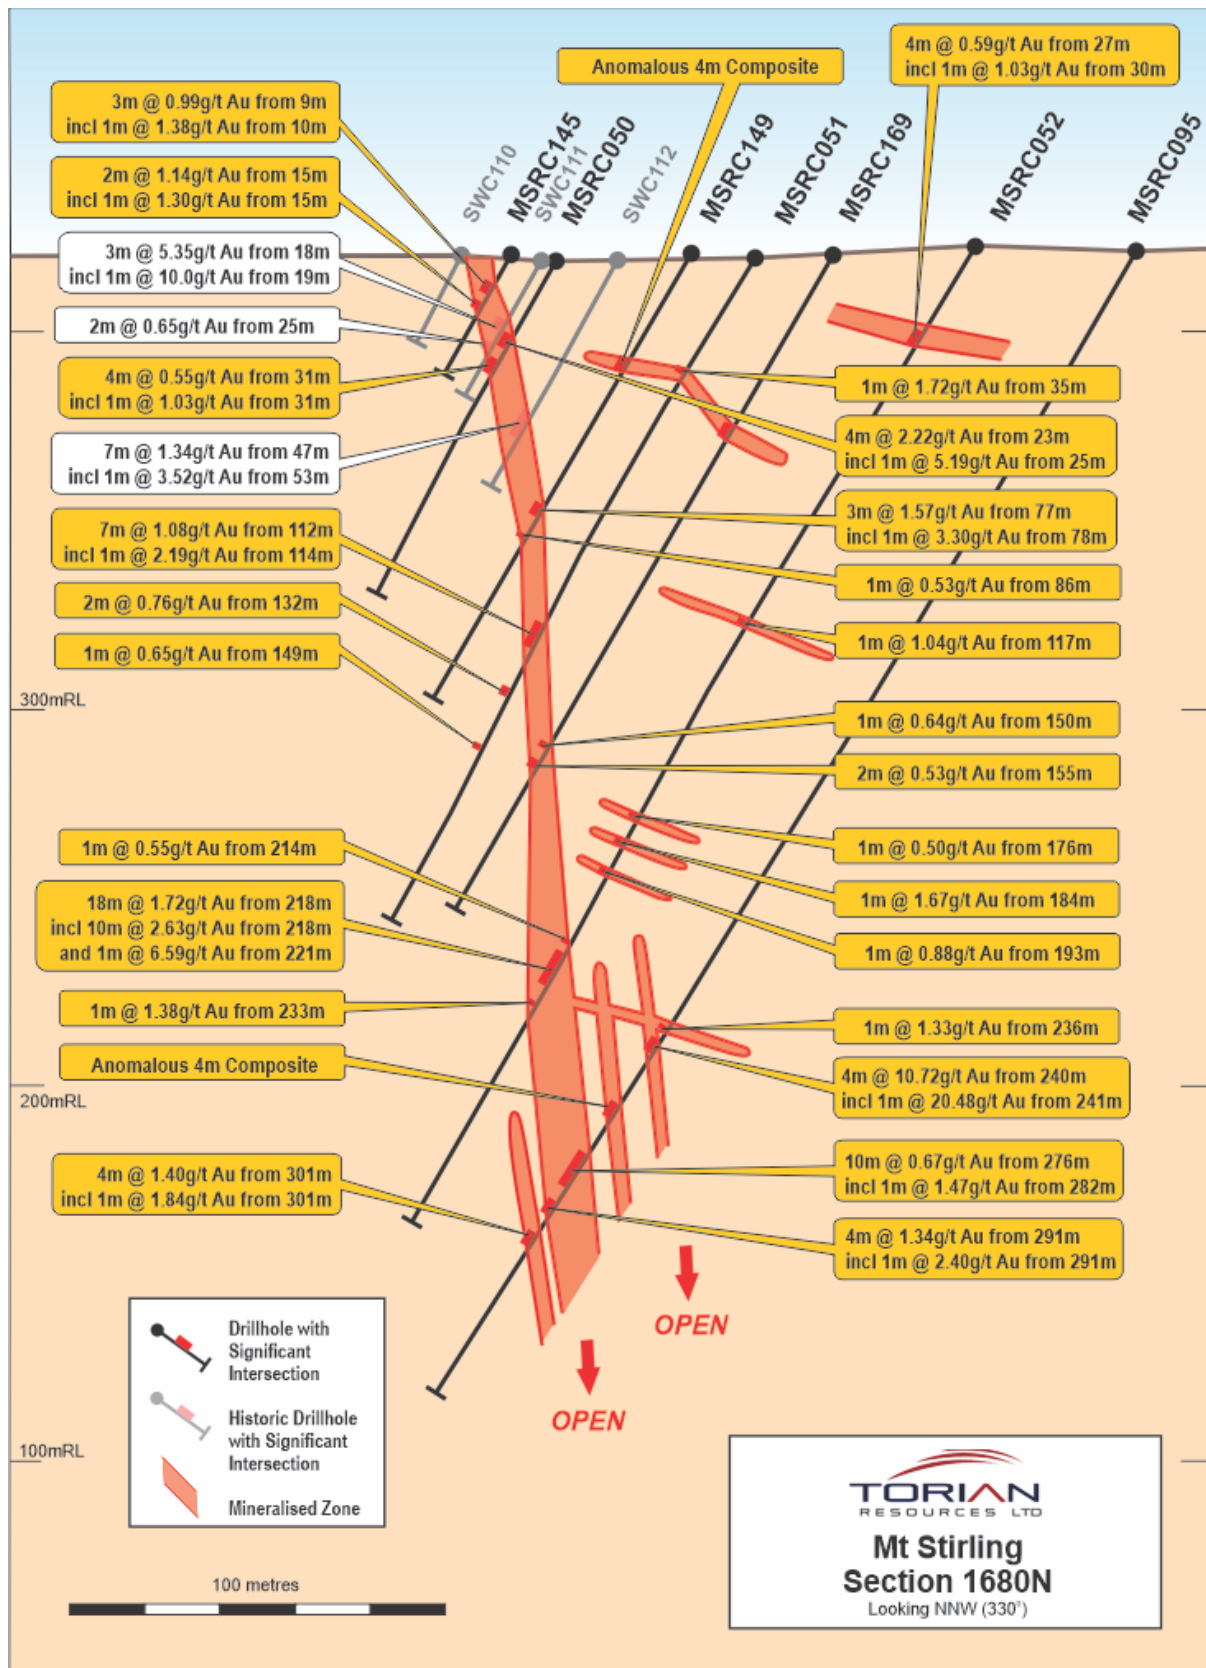 4m @ 0.59g/t Au from 27m
incl 1m @ 1.03g/t Au from 30m
Anomalous 4m Composite
3m @ 0.99g/t Au from 9m
incl 1m @ 1.38g/t Au from 10m
2m @ 1.14g/t Au from 15m
incl 1m @ 1.30g/t Au from 15m
3m @ 5.35g/t Au from 18m
incl 1m @ 10.0g/t Au from 19m
2m @ 0.65g/t Au from 25m
4m @ 0.55g/t Au from 31m
incl 1m @ 1.03g/t Au from 31m
7m @ 1.34g/t Au from 47m
incl 1m @ 3.52g/t Au from 53m
7m @ 1.08g/t Au from 112m
incl 1m @ 2.19g/t Au from 114m
2m @ 0.76g/t Au from 132m
1m @ 0.65g/t Au from 149m
SWC110
MSRC145
SWC111
MSRC050
SWC112
MSRC149
MSRC051
MSRC169
MSRC052
MSRC095
1m @ 1.72g/t Au from 35m
4m @ 2.22g/t Au from 23m
incl 1m @ 5.19g/t Au from 25m
3m @ 1.57g/t Au from 77m
incl 1m @ 3.30g/t Au from 78m
1m @ 0.53g/t Au from 86m
1m @ 1.04g/t Au from 117m
300mRL
1m @ 0.64g/t Au from 150m
2m @ 0.53g/t Au from 155m
1m @ 0.50g/t Au from 176m
1m @ 1.67g/t Au from 184m
1m @ 0.88g/t Au from 193m
1m @ 0.55g/t Au from 214m
18m @ 1.72g/t Au from 218m
incl 10m @ 2.63g/t Au from 218m
and 1m @ 6.59g/t Au from 221m
1m @ 1.38g/t Au from 233m
Anomalous 4m Composite
200mRL
1m @ 1.33g/t Au from 236m
4m @ 10.72g/t Au from 240m
incl 1m @ 20.48g/t Au from 241m
4m @ 1.40g/t Au from 301m
incl 1m @ 1.84g/t Au from 301m
10m @ 0.67g/t Au from 276m
incl 1m @ 1.47g/t Au from 282m
4m @ 1.34g/t Au from 291m
incl 1m @ 2.40g/t Au from 291m
OPEN
OPEN
Drillhole with
Significant
Intersection
Historic Drillhole
with Significant
Intersection
Mineralised Zone
100mRL
100 metres
TORIAN
RESOURCES LTD
Mt Stirling
Section 1680N
Looking NNW (330°)